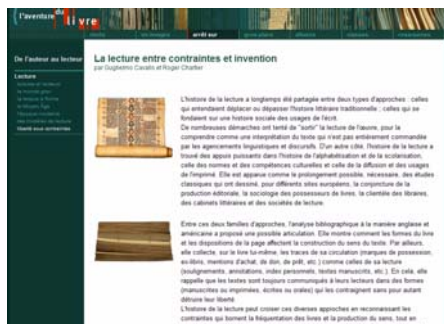 l'aventure du
livre
arrêt sur
De l'auteur au lecteur
La lecture entre contraintes et invention
par Guglielmo Cavallo et Roger Chartier
Lecture
L'histoire de la lecture a longtemps été partagée entre deux types d'approches : celles
qui entendaient déplacer ou dépasser l'histoire littéraire traditionnelle ; celles qui se
fondaient sur une histoire sociale des usages de l'écrit.
De nombreuses démarches ont tenté de "sortir" la lecture de l'œuvre, pour la
comprendre comme une interprétation du texte qui n'est pas entièrement commandée
par les agencements linguistiques et discursifs. D'un autre côté, l'histoire de la lecture a
trouvé des appuis puissants dans l'histoire de l'alphabétisation et de la scolarisation,
celle des normes et des compétences culturelles et celle de la diffusion et des usages
de l'imprimé. Elle est apparue comme le prolongement possible, nécessaire, des études
classiques qui ont dessiné, pour différents sites européens, la conjoncture de la
production éditoriale, la sociologie des possesseurs de livres, la clientèle des libraires,
des cabinets littéraires et des sociétés de lecture.
Entre ces deux familles d'approches, l'analyse bibliographique à la manière anglaise et
américaine a proposé une possible articulation. Elle montre comment les formes du livre
et les dispositions de la page affectent la construction du sens du texte. Par ailleurs,
elle collecte, sur le livre lui-même, les traces de sa circulation (marques de possession,
ex-libris, mentions d'achat, de don, de prêt, etc.) comme celles de sa lecture
(soulignements, annotations, index personnels, textes manuscrits, etc.). En cela, elle
rappelle que les textes sont toujours communiqués à leurs lecteurs dans des formes
(manuscrites ou imprimées, écrites ou orales) qui les contraignent sans pour autant
détruire leur liberté.
L'histoire de la lecture peut croiser ces diverses approches en reconnaissant les
contraintes qui bornent la fréquentation des livres et la production du sens, tout en